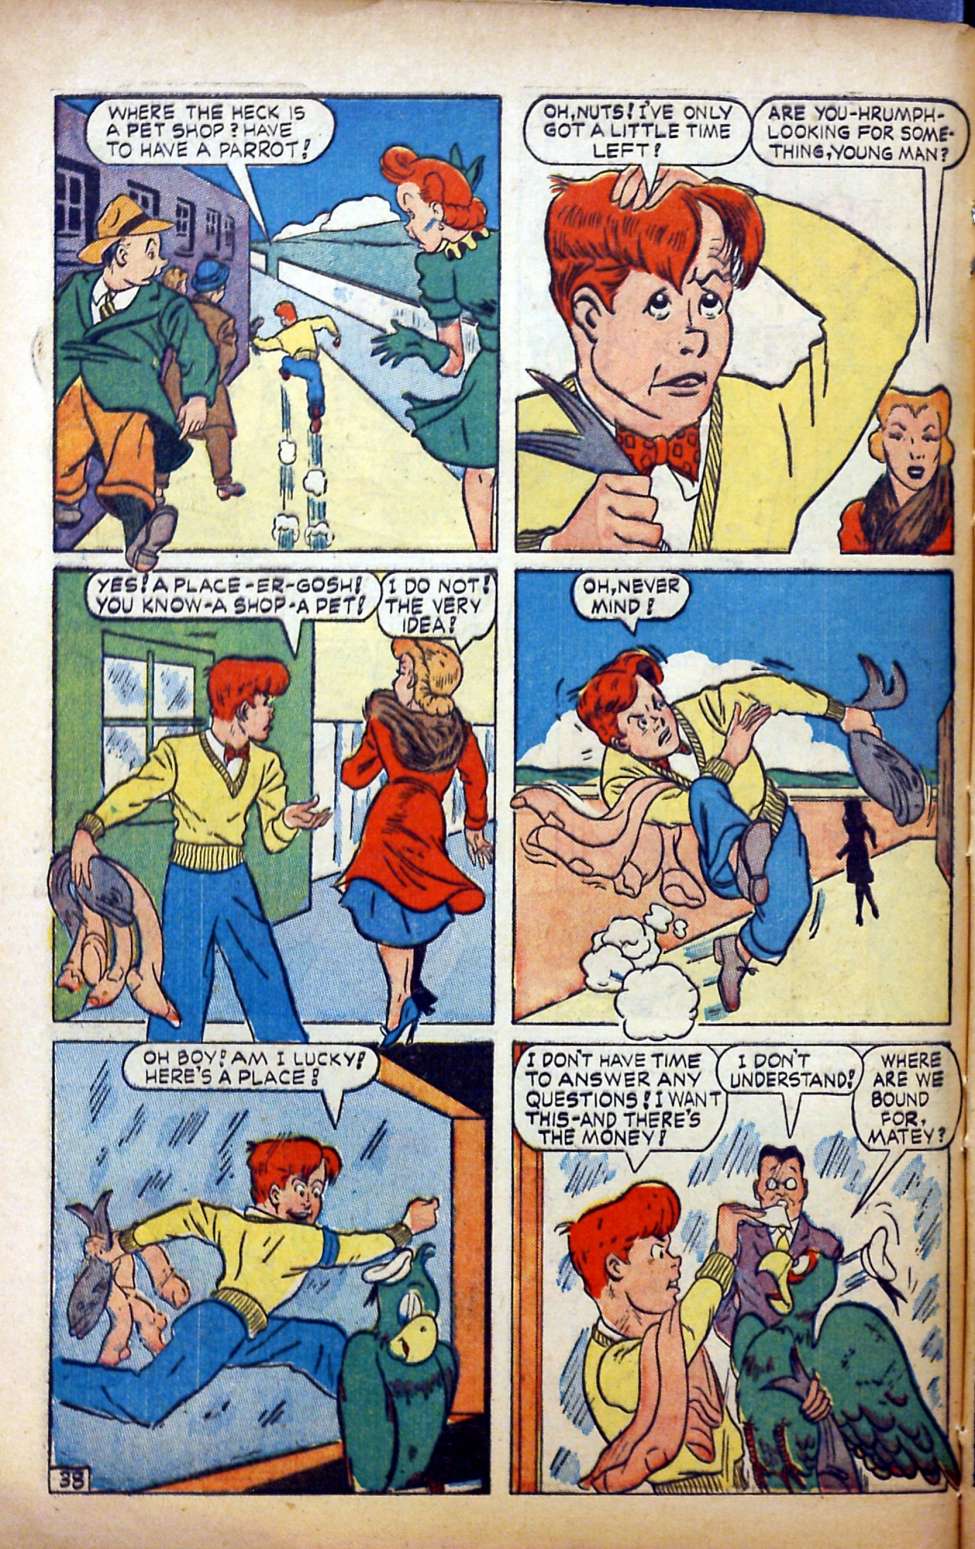 WHERE THE HECK IS
A PET SHOP? HAVE
TO HAVE A PARROT!
OH, NUTS! I'VE ONLY
GOT A LITTLE TIME
LEFT!
ARE YOU-HRUMPH-
LOOKING FOR SOME-
THING, YOUNG MAN?
YES! A PLACE-ER-GOSH!
YOU KNOW-A SHOP-A PET!
I DO NOT!
THE VERY
IDEA!
OH, NEVER
MIND!
OH BOY! AM I LUCKY!
HERE'S A PLACE!
I DON'T HAVE TIME
TO ANSWER ANY
QUESTIONS! I WANT
THIS-AND THERE'S
THE MONEY!
I DON'T
UNDERSTAND!
WHERE
ARE WE
BOUND
FOR,
MATEY?
38